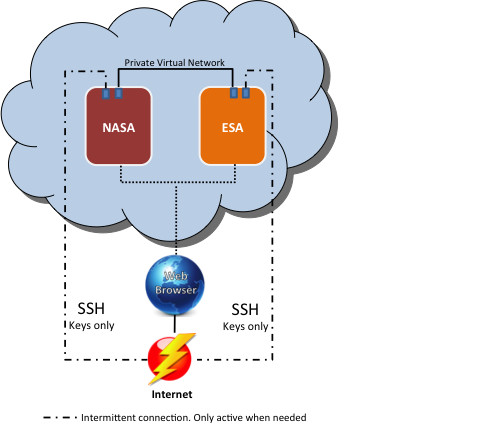 Private Virtual Network
NASA
ESA
Web
Browser
SSH
Keys only
SSH
Keys only
Internet
Intermittent connection. Only active when needed